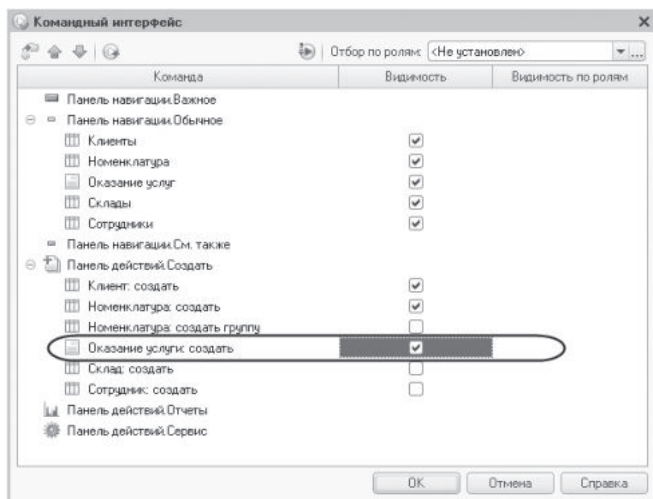 Командный интерфейс
Отбор по ролям: <Не установлен>
Команда Видимость Видимость по ролям
Панель навигации.Важное
Панель навигации.Обычное
Клиенты
Номенклатура
Оказание услуг
Склады
Сотрудники
Панель навигации.См. также
Панель действий.Создать
Клиент: создать
Номенклатура: создать
Номенклатура: создать группу
Оказание услуги: создать
Склад: создать
Сотрудник: создать
Панель действий.Отчеты
Панель действий.Сервис
OK Отмена Справка